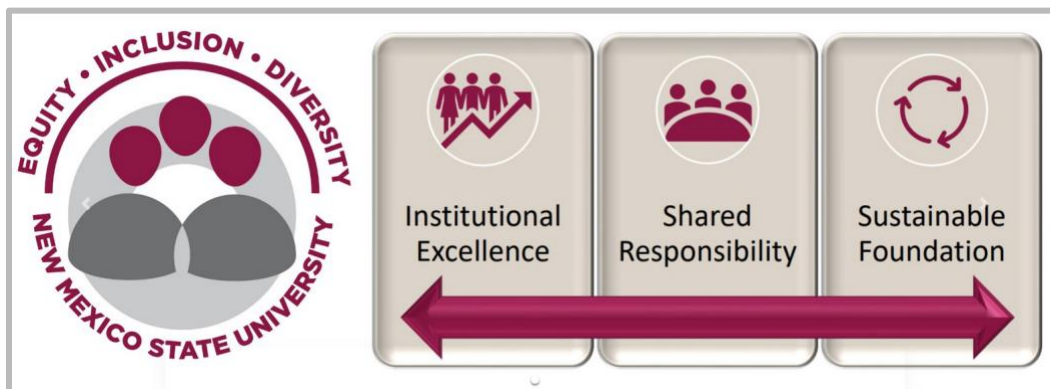 EQUITY • INCLUSION • DIVERSITY
NEW MEXICO STATE UNIVERSITY
Institutional
Excellence
Shared
Responsibility
Sustainable
Foundation